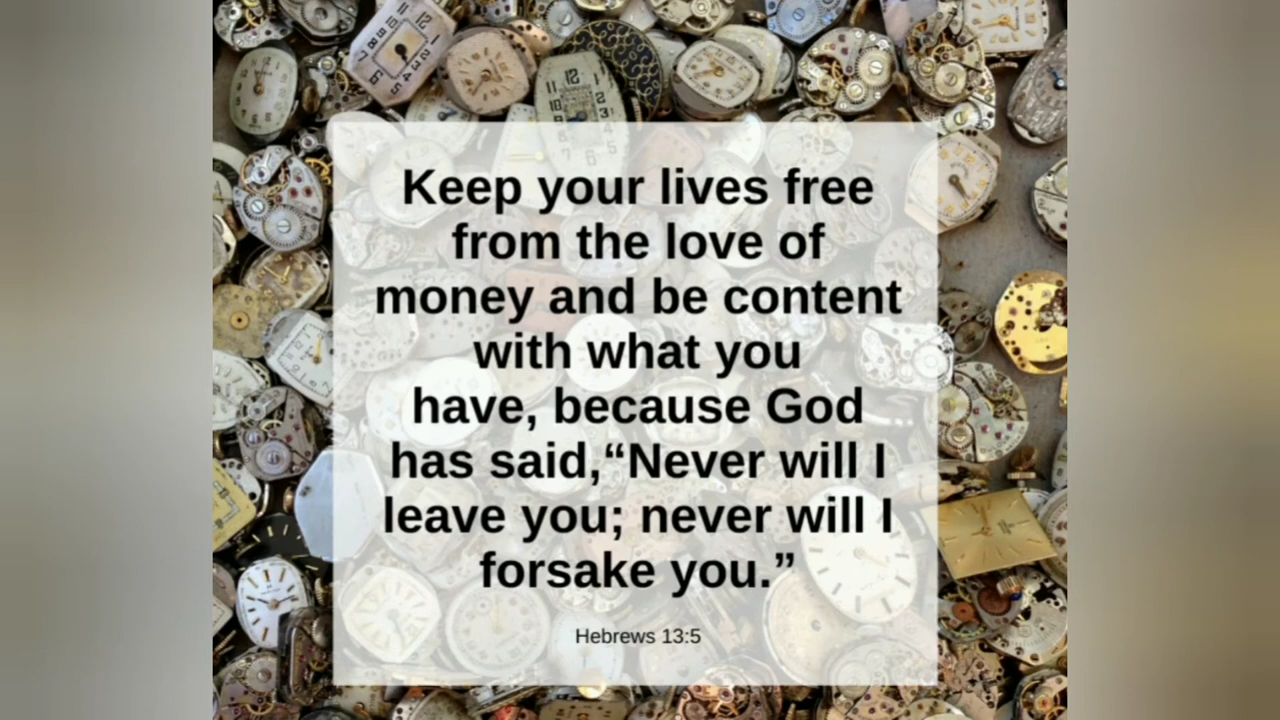 Keep your lives free
from the love of
money and be content
with what you
have, because God
has said,“Never will I
leave you; never will I
forsake you.”
Hebrews 13:5